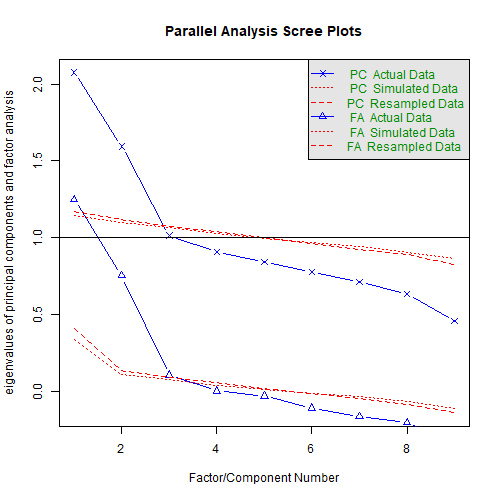 Parallel Analysis Scree Plots
eigenvalues of principal components and factor analysis
2.0
1.5
1.0
0.5
0.0
PC Actual Data
PC Simulated Data
PC Resampled Data
FA Actual Data
FA Simulated Data
FA Resampled Data
2 4 6 8
Factor/Component Number